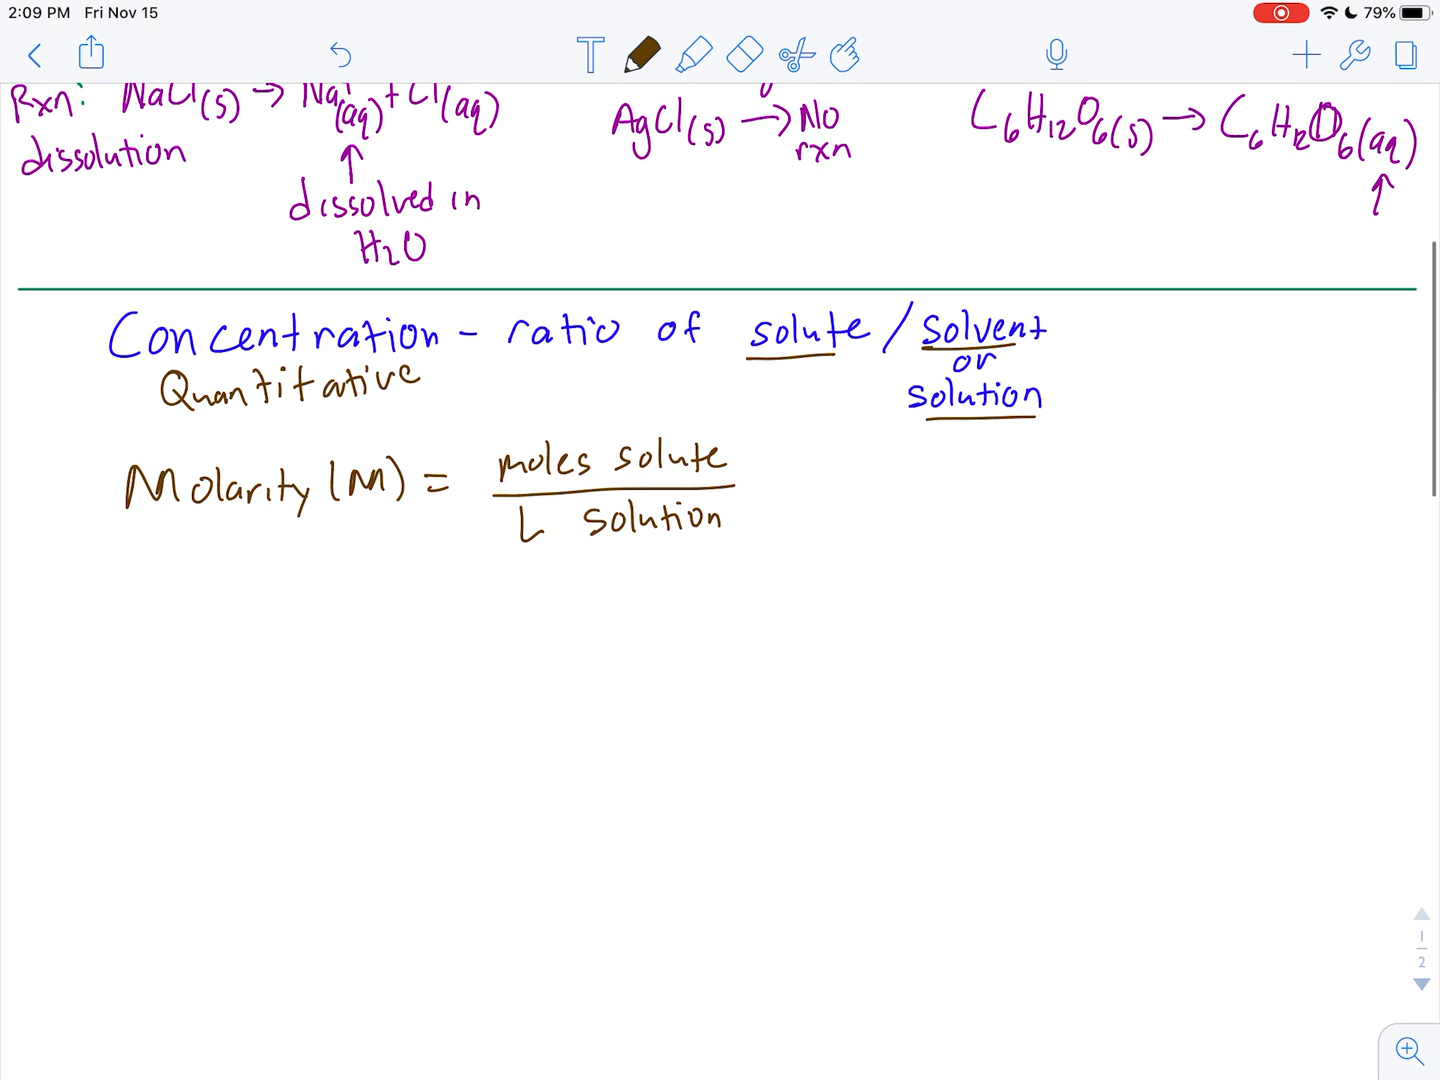 2:09 PM Fri Nov 15 79%
T
Rxn: NaCl(s) → Na+(aq) + Cl(aq) AgCl(s) → No rxn C6H12O6(s) → C6H12O6(aq)
dissolution
↑ ↑
dissolved in
H2O
Concentration - ratio of solute / solvent
or
Quantitative
solution
Molarity (M) = moles solute
L solution
1
2